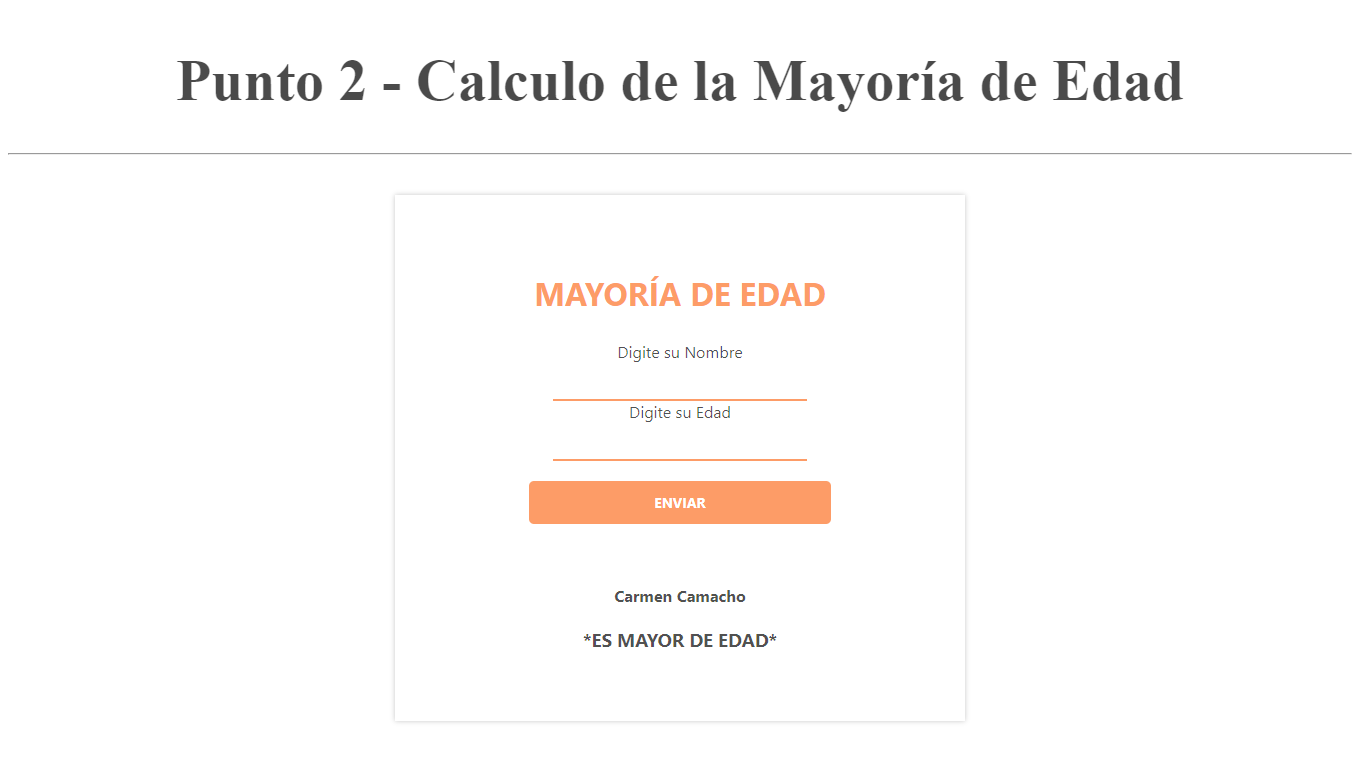 Punto 2 - Calculo de la Mayoría de Edad
MAYORÍA DE EDAD
Digite su Nombre
Digite su Edad
ENVIAR
Carmen Camacho
*ES MAYOR DE EDAD*